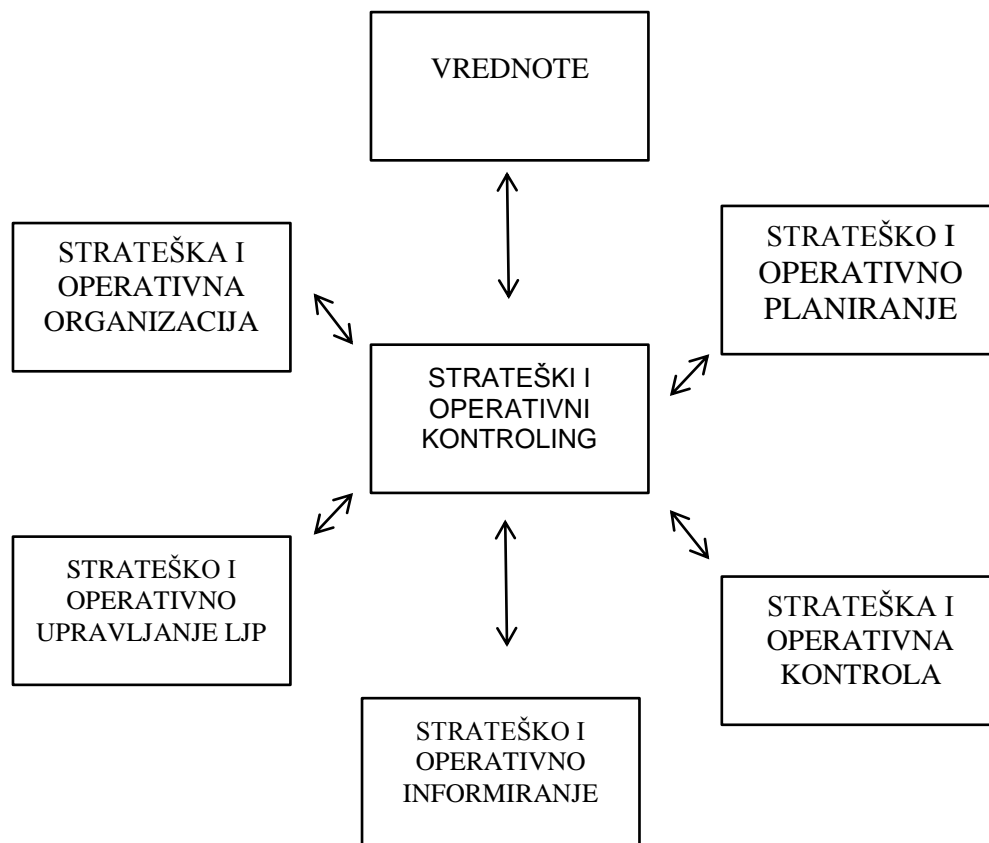 VREDNOTE
STRATEŠKA I
OPERATIVNA
ORGANIZACIJA
STRATEŠKO I
OPERATIVNO
PLANIRANJE
STRATEŠKI I
OPERATIVNI
KONTROLING
STRATEŠKO I
OPERATIVNO
UPRAVLJANJE LJP
STRATEŠKA I
OPERATIVNA
KONTROLA
STRATEŠKO I
OPERATIVNO
INFORMIRANJE